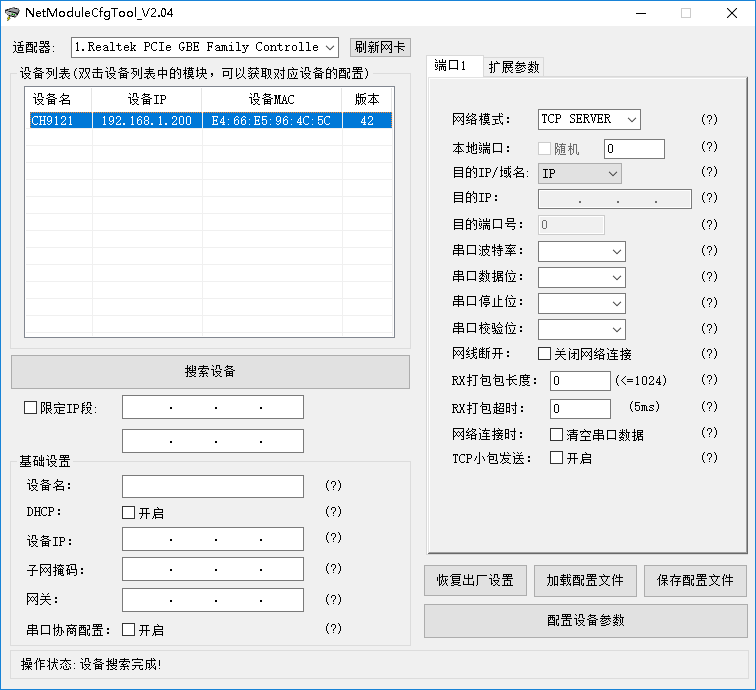 NetModuleCfgTool_V2.04
适配器: 1.Realtek PCIe GBE Family Controlle 刷新网卡
设备列表(双击设备列表中的模块，可以获取对应设备的配置)
设备名 设备IP 设备MAC 版本
CH9121 192.168.1.200 E4:66:E5:96:4C:5C 42
搜索设备
限定IP段:
基础设置
设备名: (?)
DHCP: 开启 (?)
设备IP: (?)
子网掩码: (?)
网关: (?)
串口协商配置: 开启 (?)
端口1 扩展参数
网络模式: TCP SERVER (?)
本地端口: 随机 0 (?)
目的IP/域名: IP (?)
目的IP: (?)
目的端口号: 0 (?)
串口波特率: (?)
串口数据位: (?)
串口停止位: (?)
串口校验位: (?)
网线断开: 关闭网络连接 (?)
RX打包包长度: 0 (<=1024) (?)
RX打包超时: 0 (5ms) (?)
网络连接时: 清空串口数据 (?)
TCP小包发送: 开启 (?)
恢复出厂设置 加载配置文件 保存配置文件
配置设备参数
操作状态:设备搜索完成!